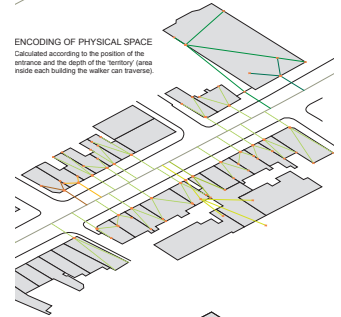 ENCODING OF PHYSICAL SPACE
Calculated according to the position of the
entrance and the depth of the 'territory' (area
inside each building the walker can traverse).